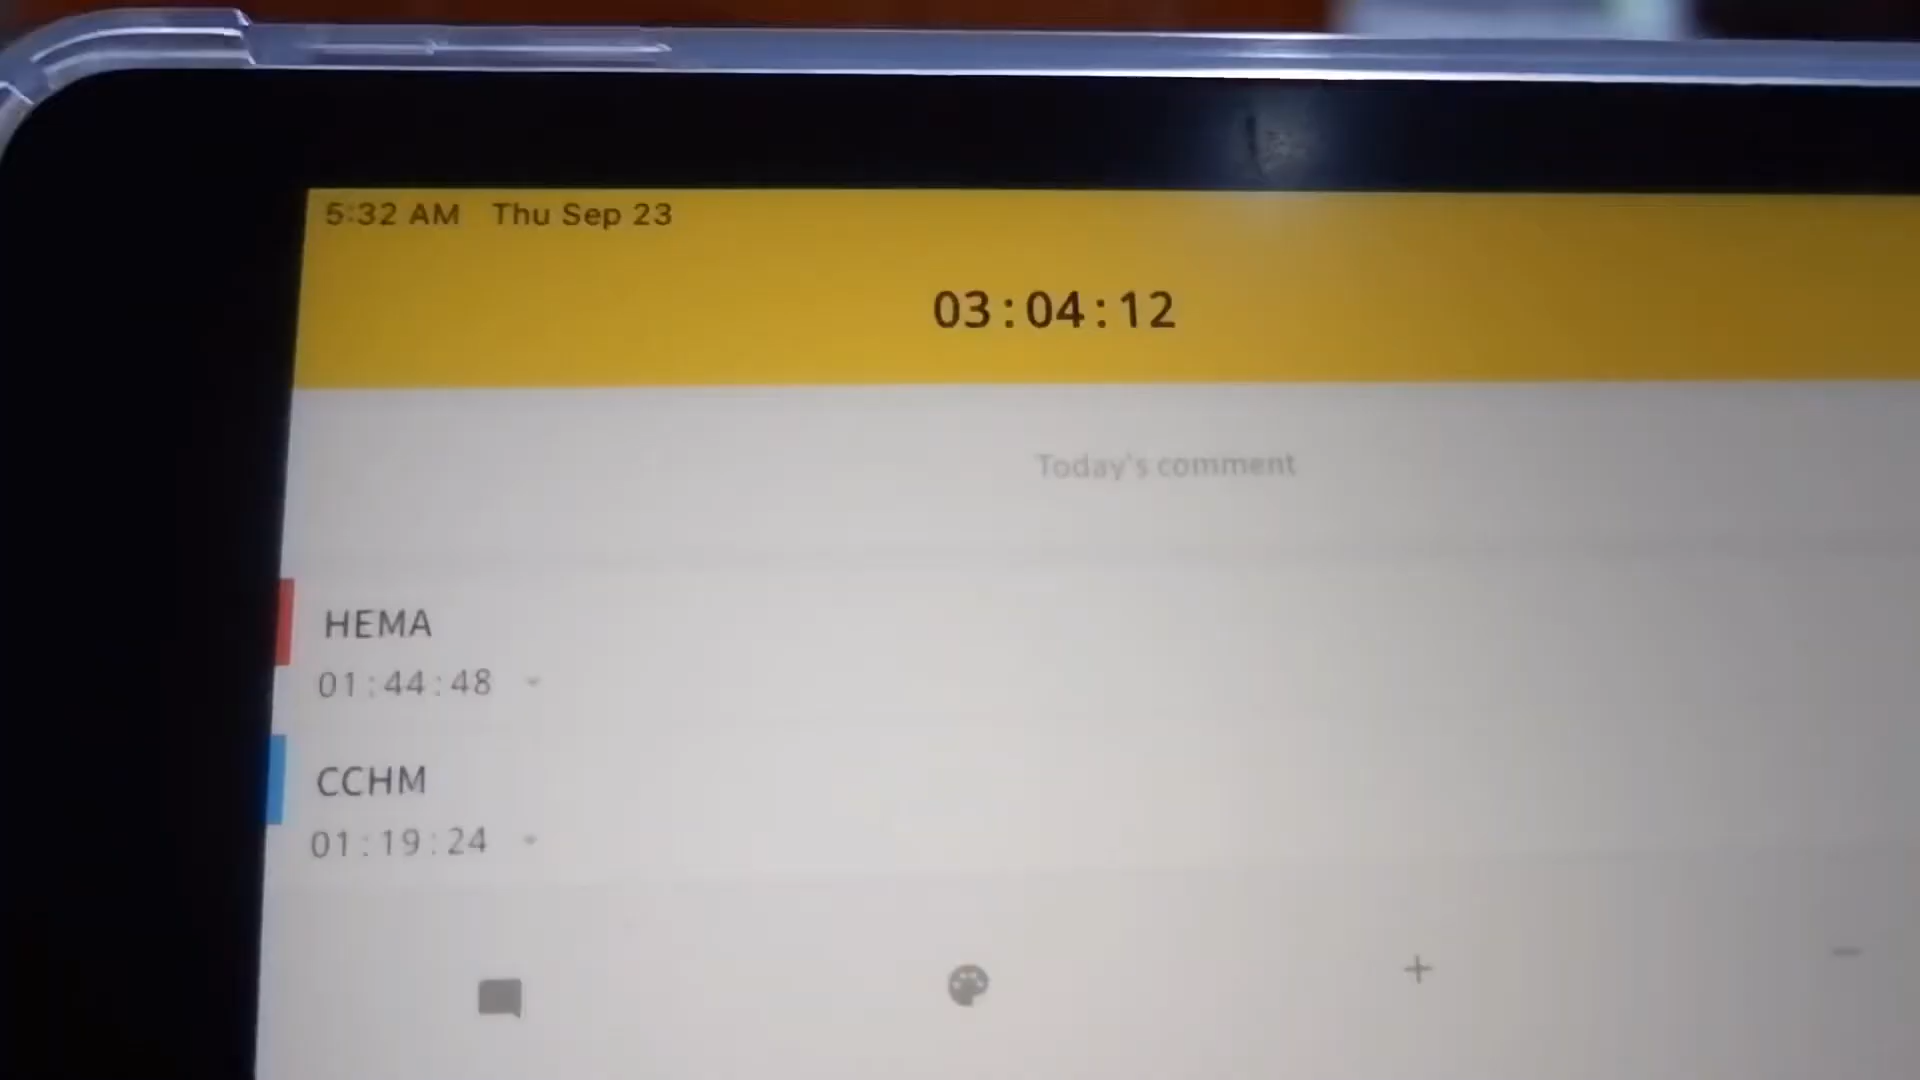 5:32 AM Thu Sep 23
03:04:12
Today's comment
HEMA
01:44:48
CCHM
01:19:24